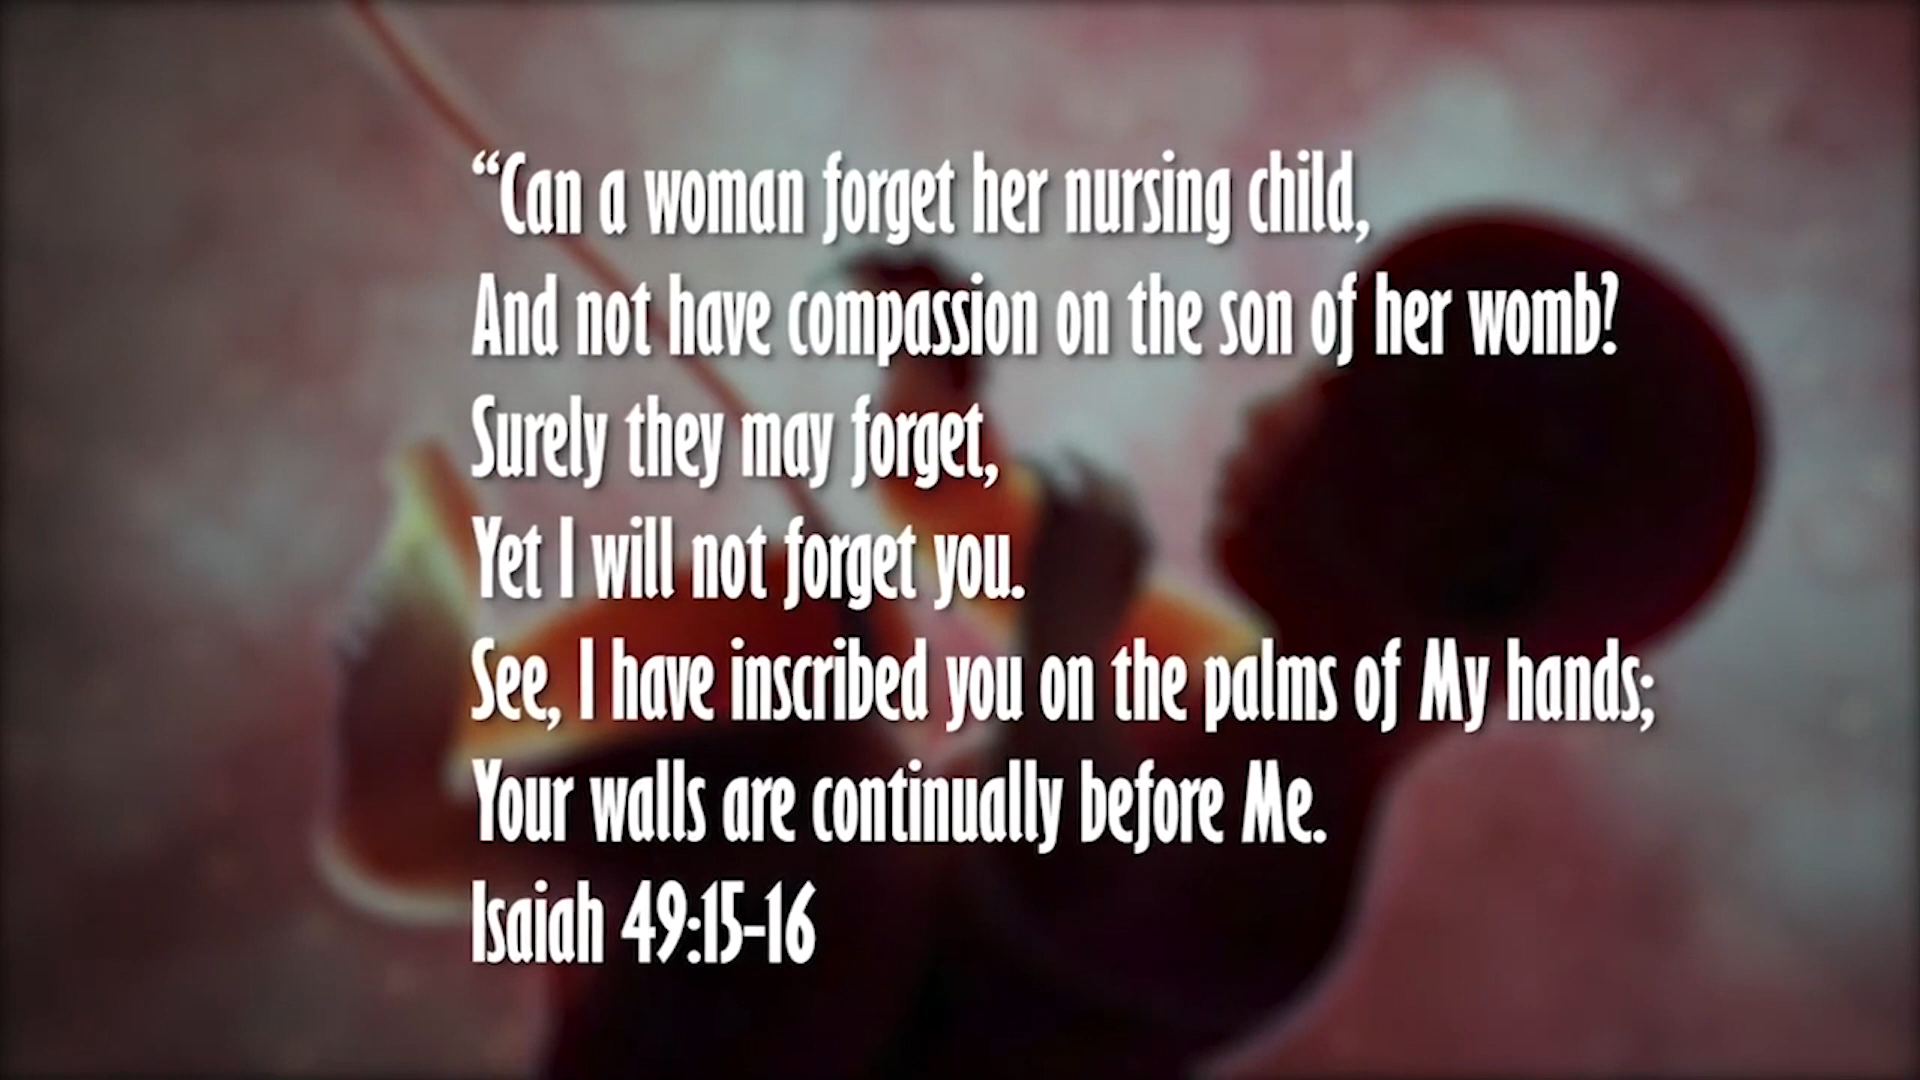 “Can a woman forget her nursing child,
And not have compassion on the son of her womb?
Surely they may forget,
Yet I will not forget you.
See, I have inscribed you on the palms of My hands;
Your walls are continually before Me.
Isaiah 49:15-16